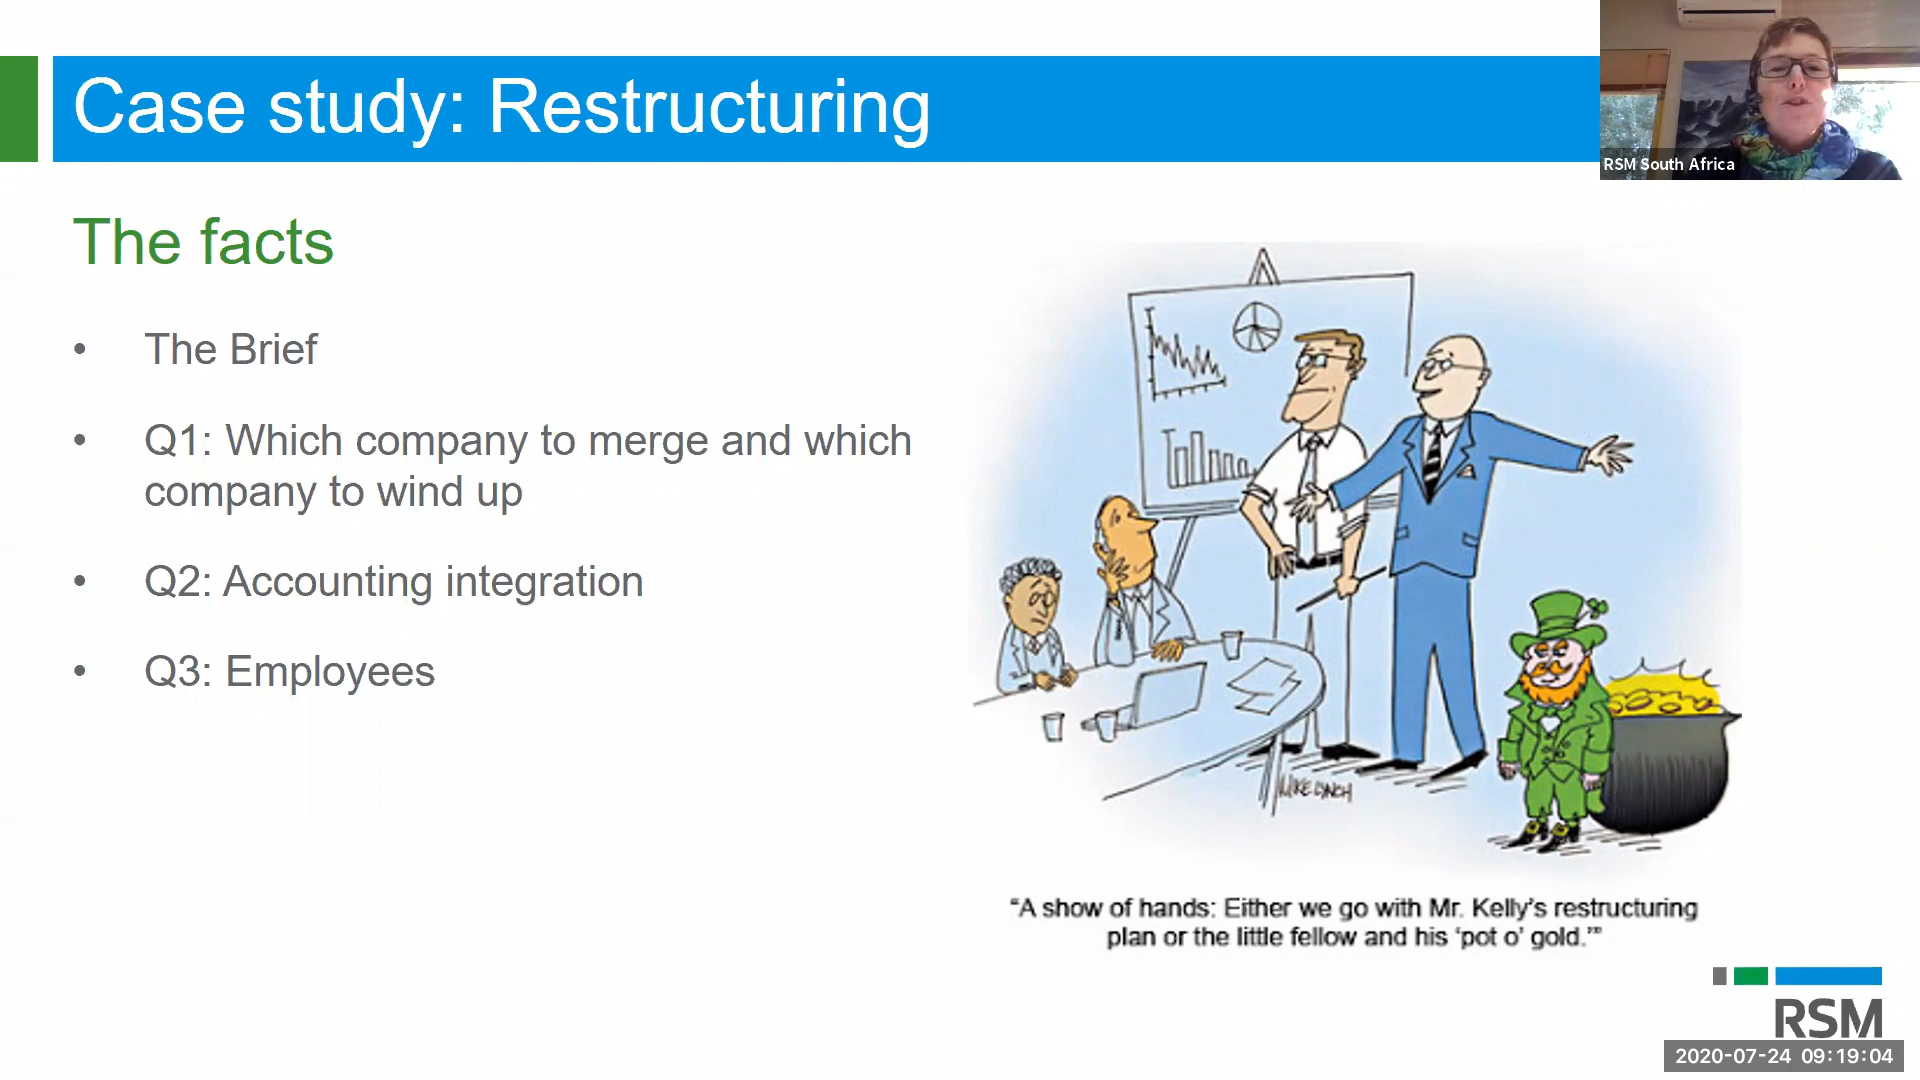 Case study: Restructuring
RSM South Africa
The facts
• The Brief
• Q1: Which company to merge and which
company to wind up
• Q2: Accounting integration
• Q3: Employees
MIKE LYNCH
“A show of hands: Either we go with Mr. Kelly’s restructuring
plan or the little fellow and his ‘pot o’ gold.’”
RSM
2020-07-24 09:19:04